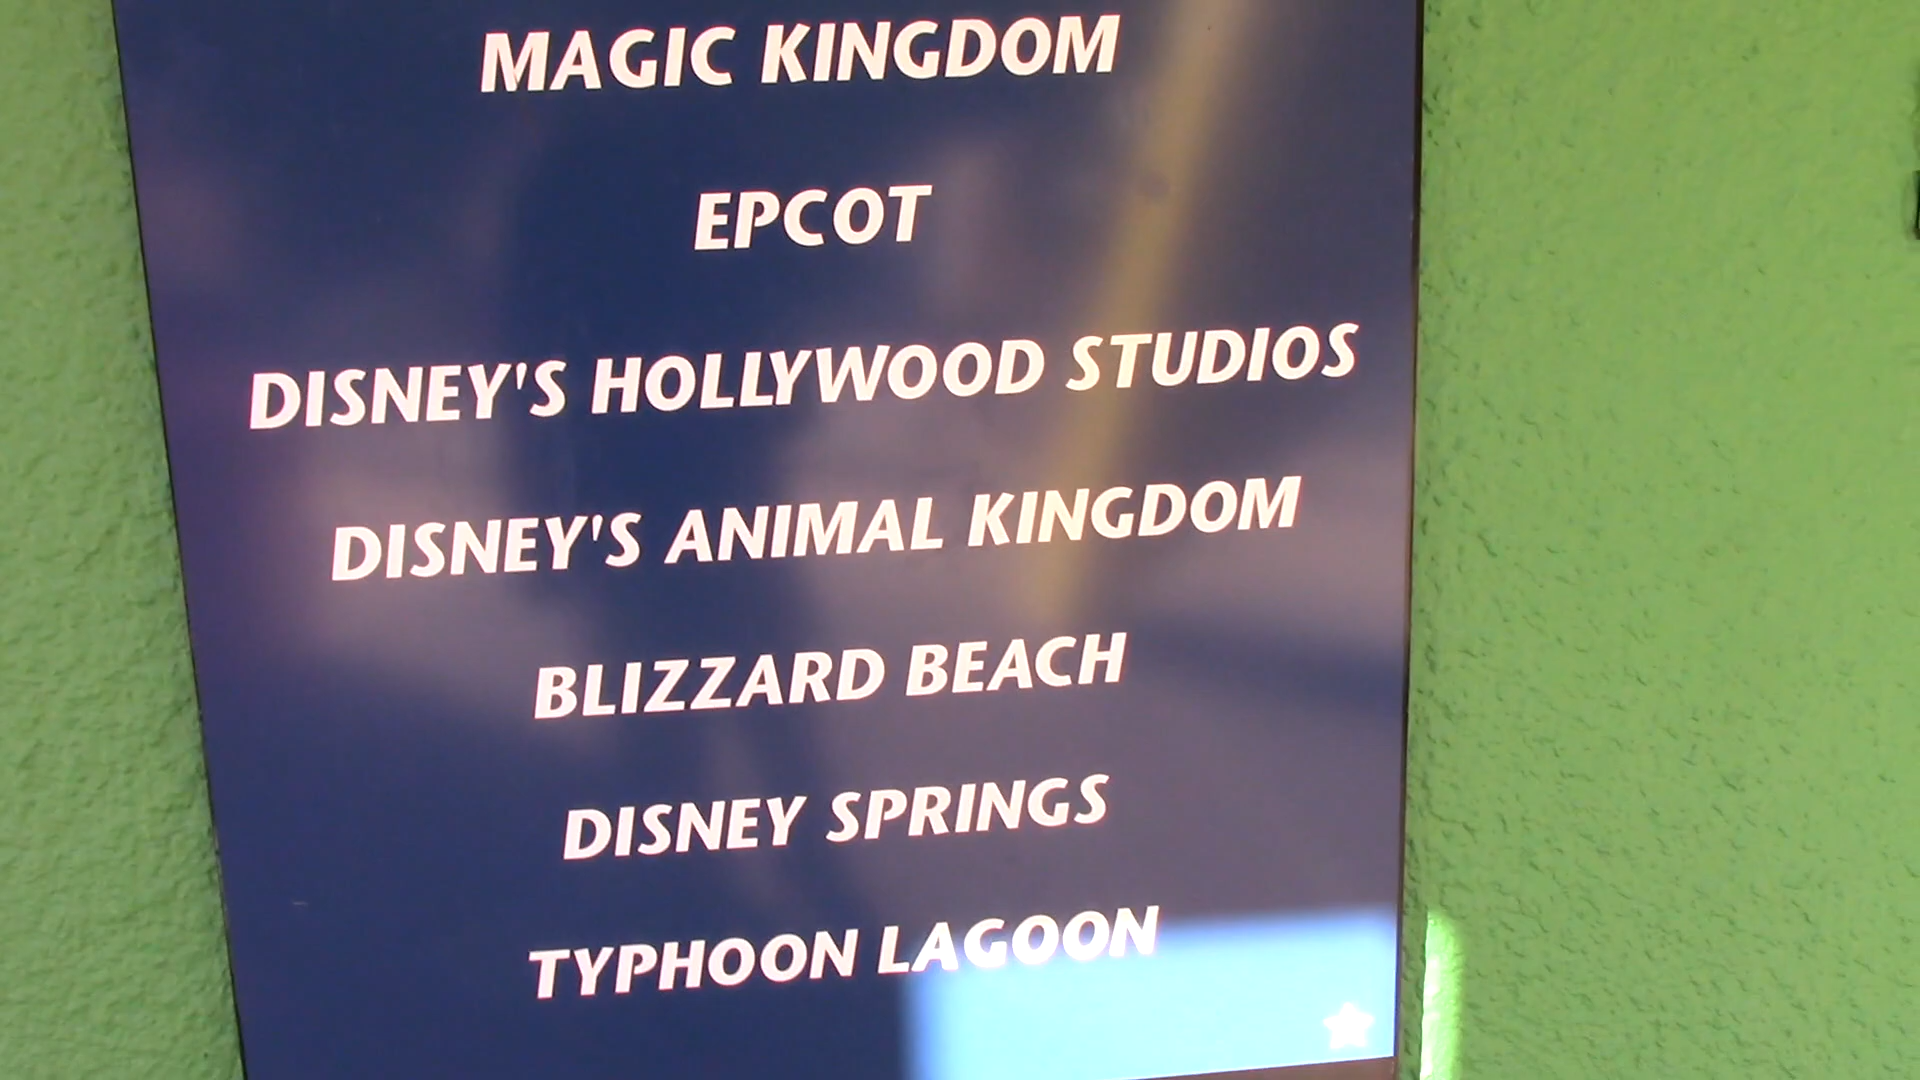 MAGIC KINGDOM
EPCOT
DISNEY'S HOLLYWOOD STUDIOS
DISNEY'S ANIMAL KINGDOM
BLIZZARD BEACH
DISNEY SPRINGS
TYPHOON LAGOON